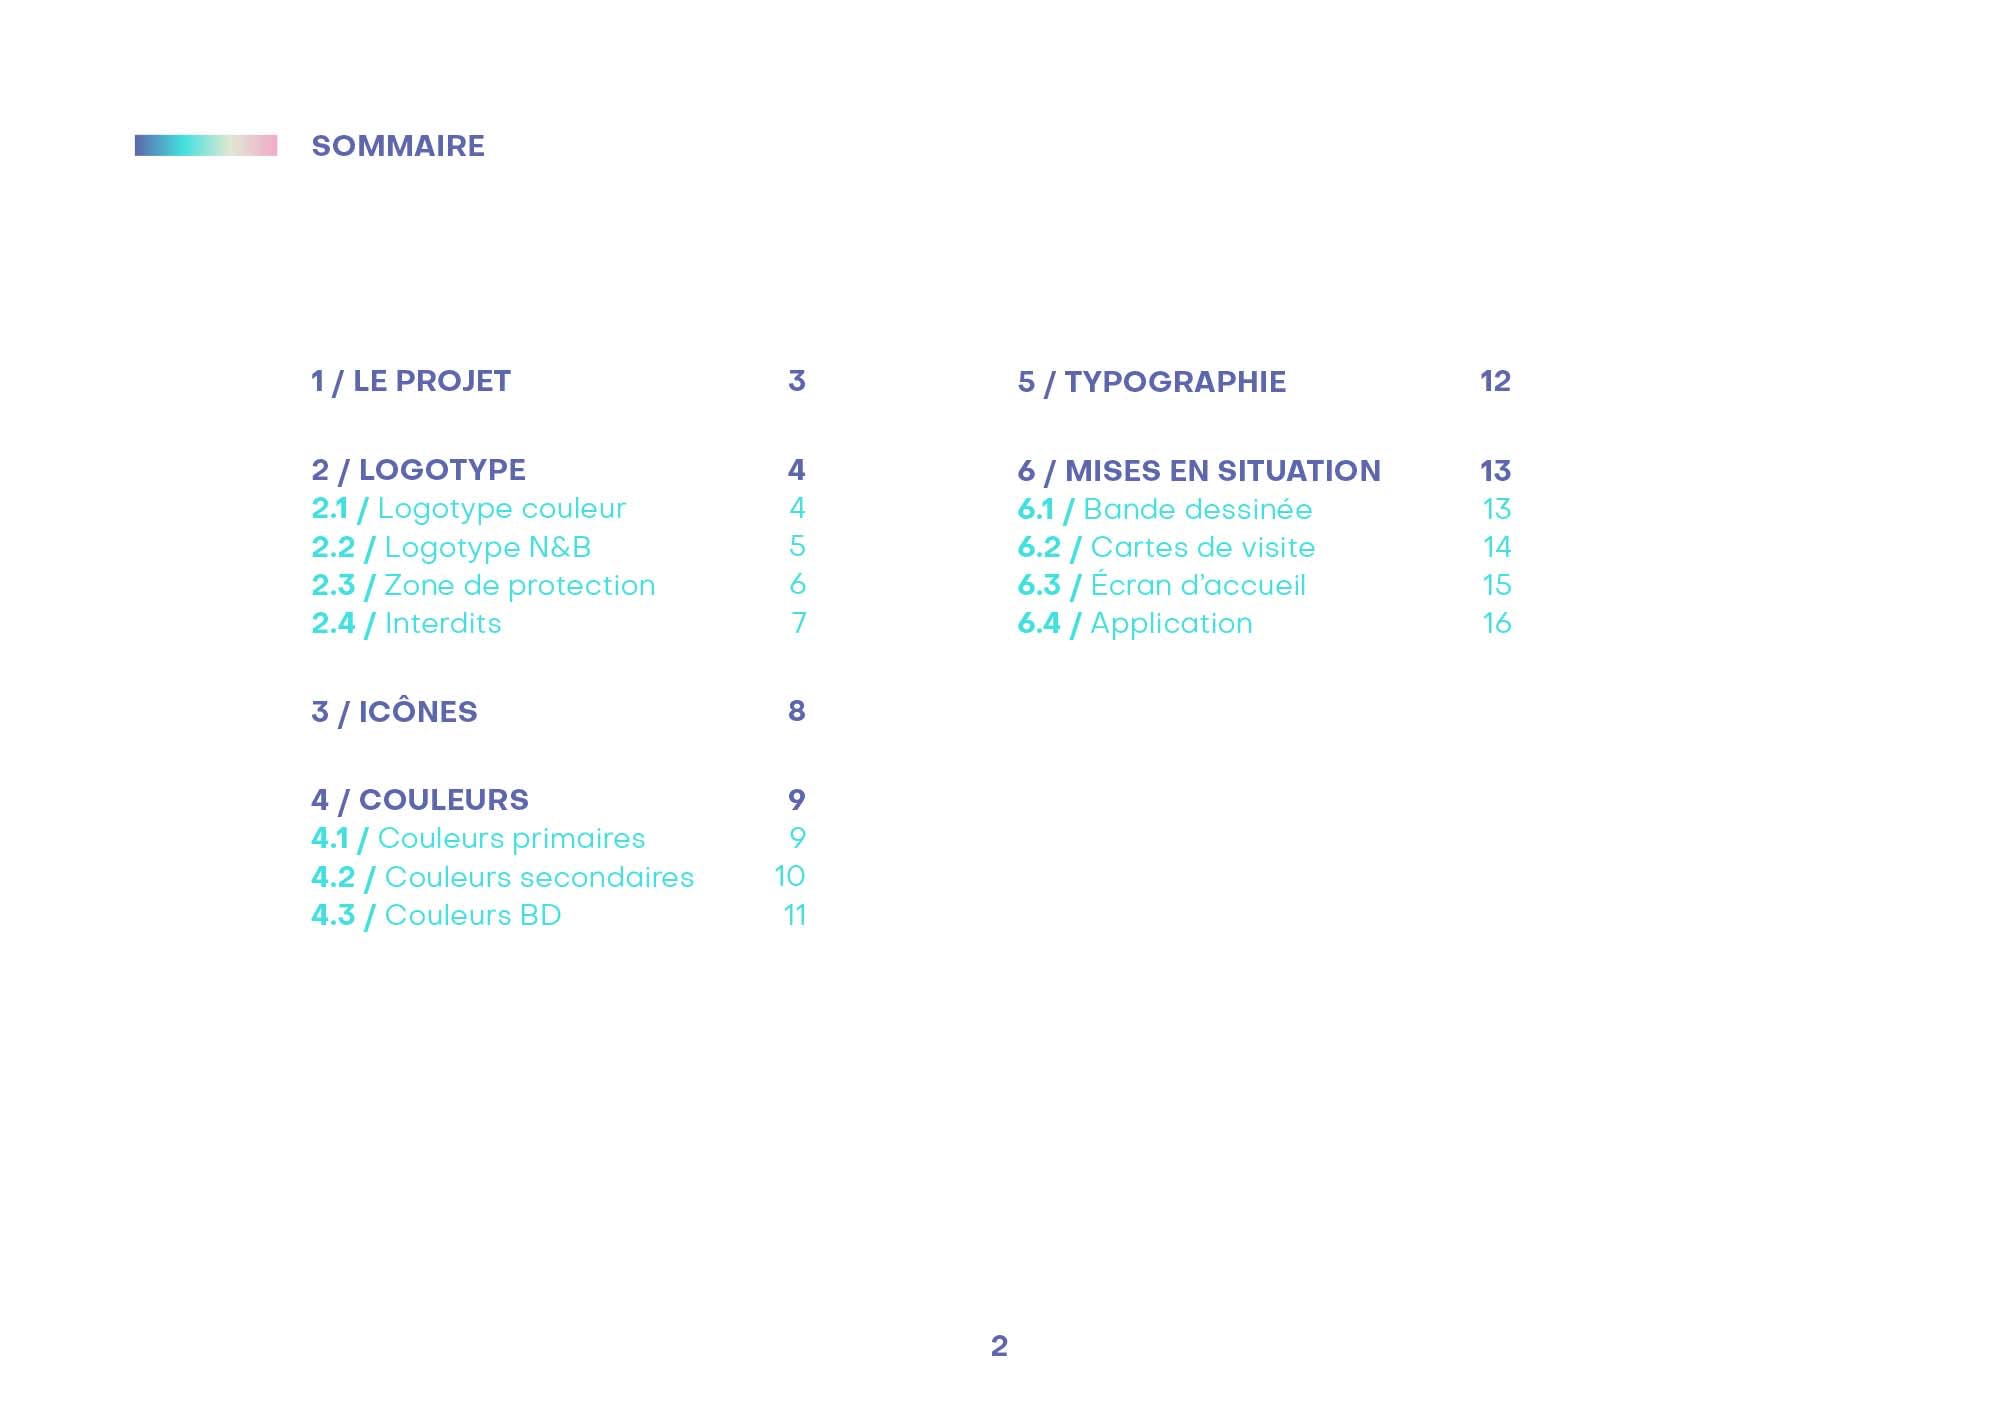 SOMMAIRE
1 / LE PROJET 3
2 / LOGOTYPE 4
2.1 / Logotype couleur 4
2.2 / Logotype N&B 5
2.3 / Zone de protection 6
2.4 / Interdits 7
3 / ICÔNES 8
4 / COULEURS 9
4.1 / Couleurs primaires 9
4.2 / Couleurs secondaires 10
4.3 / Couleurs BD 11
5 / TYPOGRAPHIE 12
6 / MISES EN SITUATION 13
6.1 / Bande dessinée 13
6.2 / Cartes de visite 14
6.3 / Écran d’accueil 15
6.4 / Application 16
2